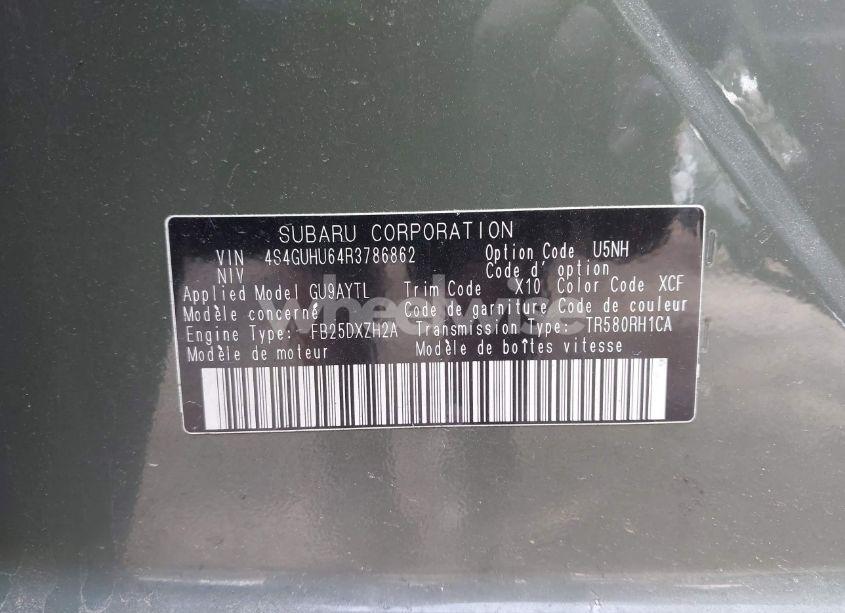 SUBARU CORPORATION
VIN 4S4GUHU64R3786862 Option Code U5NH
NIV Code d'option
Applied Model GU9AYTL Trim Code X10 Color Code XCF
Modèle concerné Code de garniture Code de couleur
Engine Type: FB25DXZH2A Transmission Type: TR580RH1CA
Modèle de moteur Modèle de boîtes vitesse
wheelwise